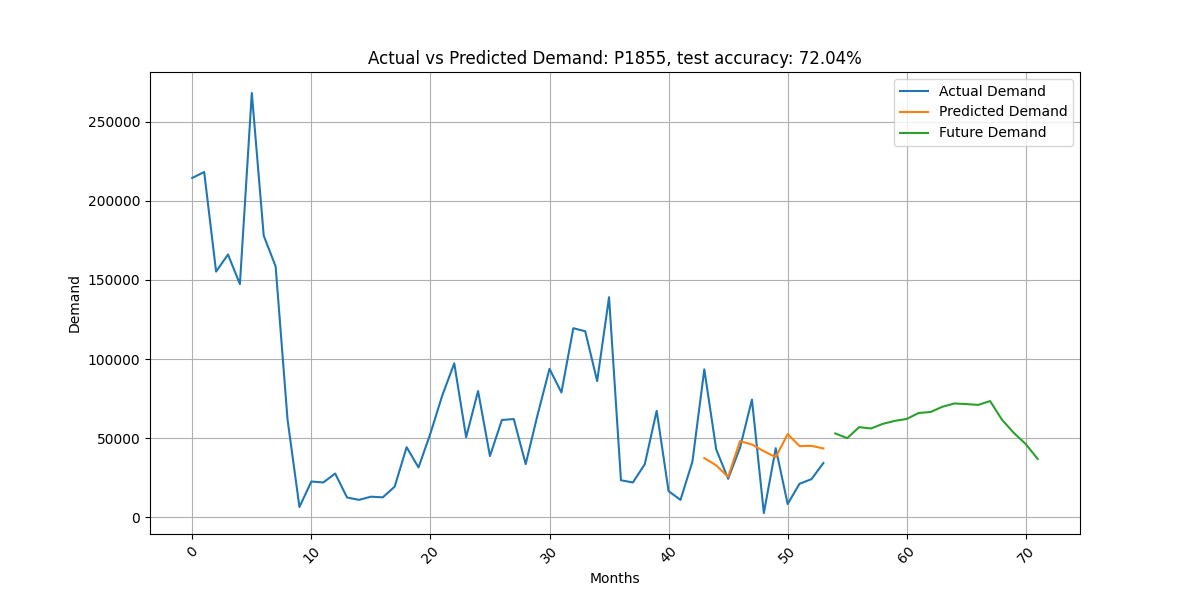 Actual vs Predicted Demand: P1855, test accuracy: 72.04%
Actual Demand
Predicted Demand
Future Demand
Demand
250000
200000
150000
100000
50000
0
0 10 20 30 40 50 60 70
Months